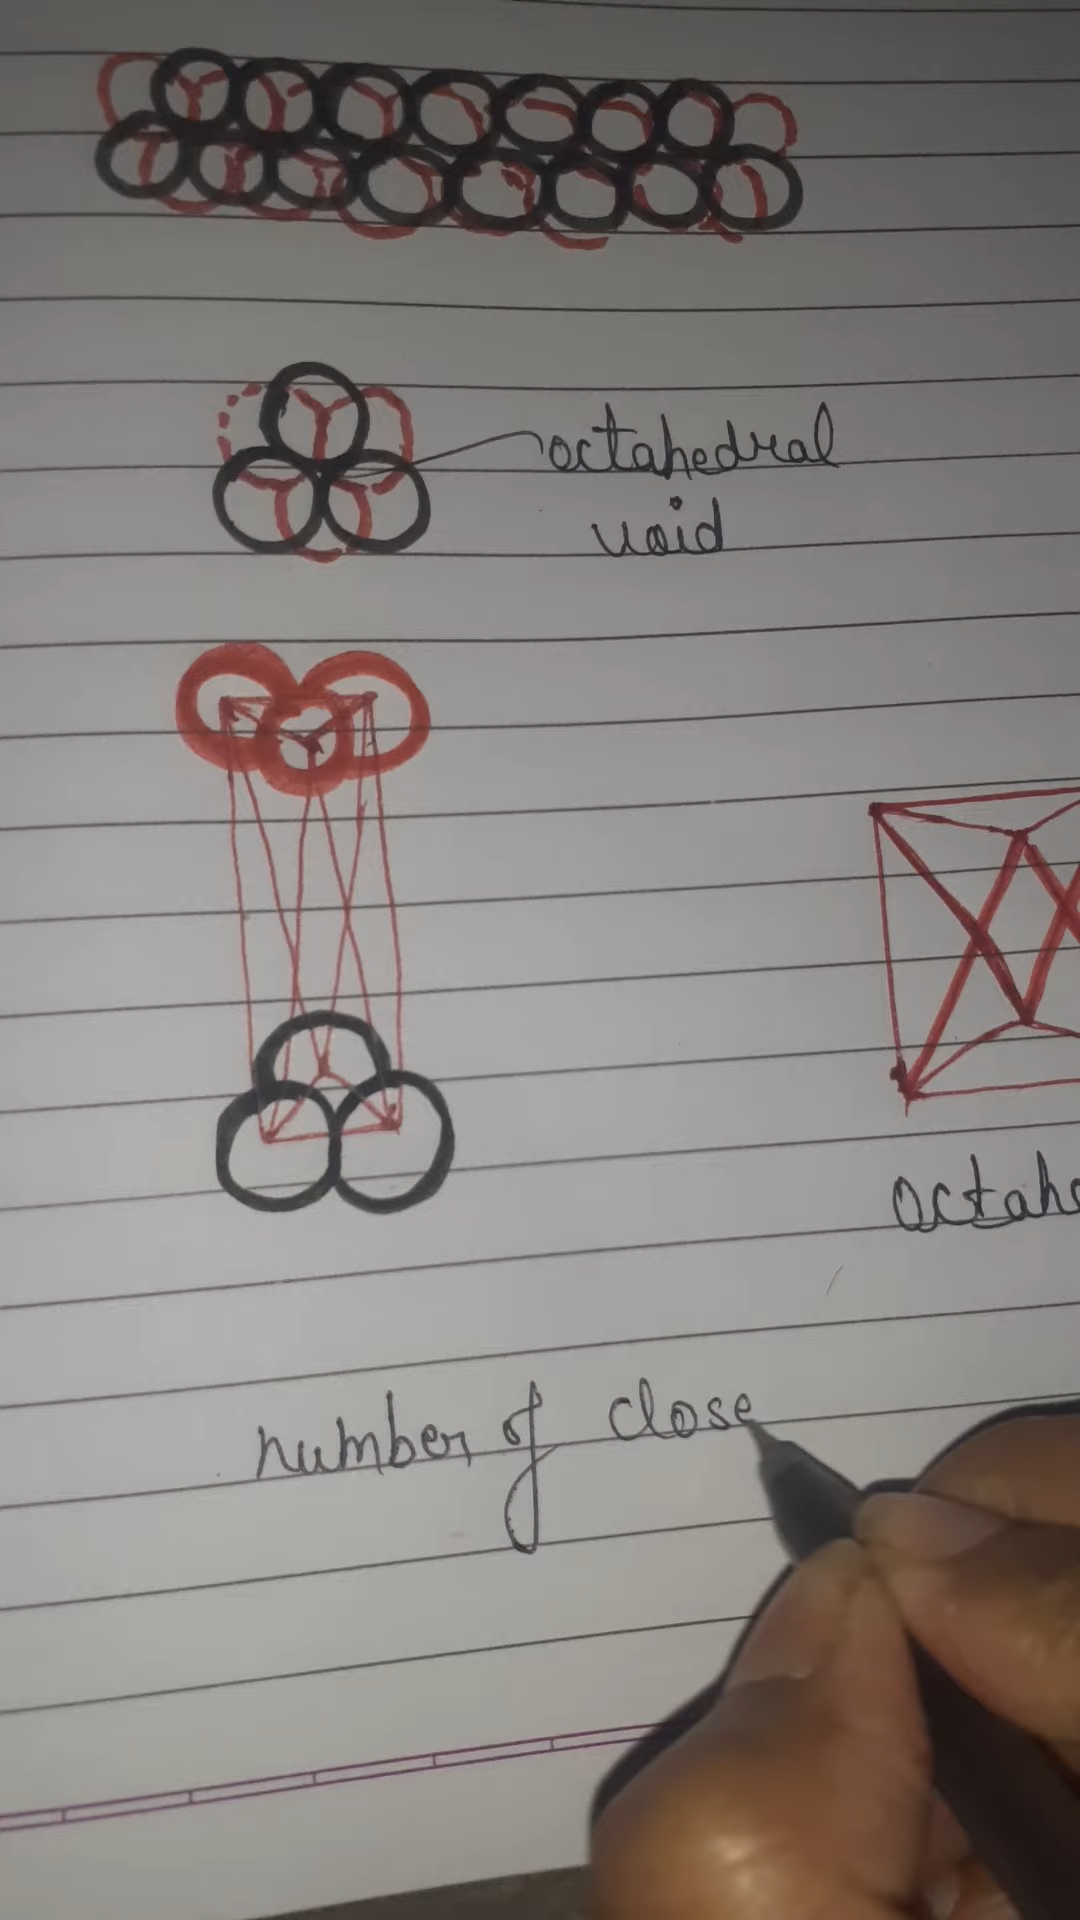 octahedral
void
octahe
number of close